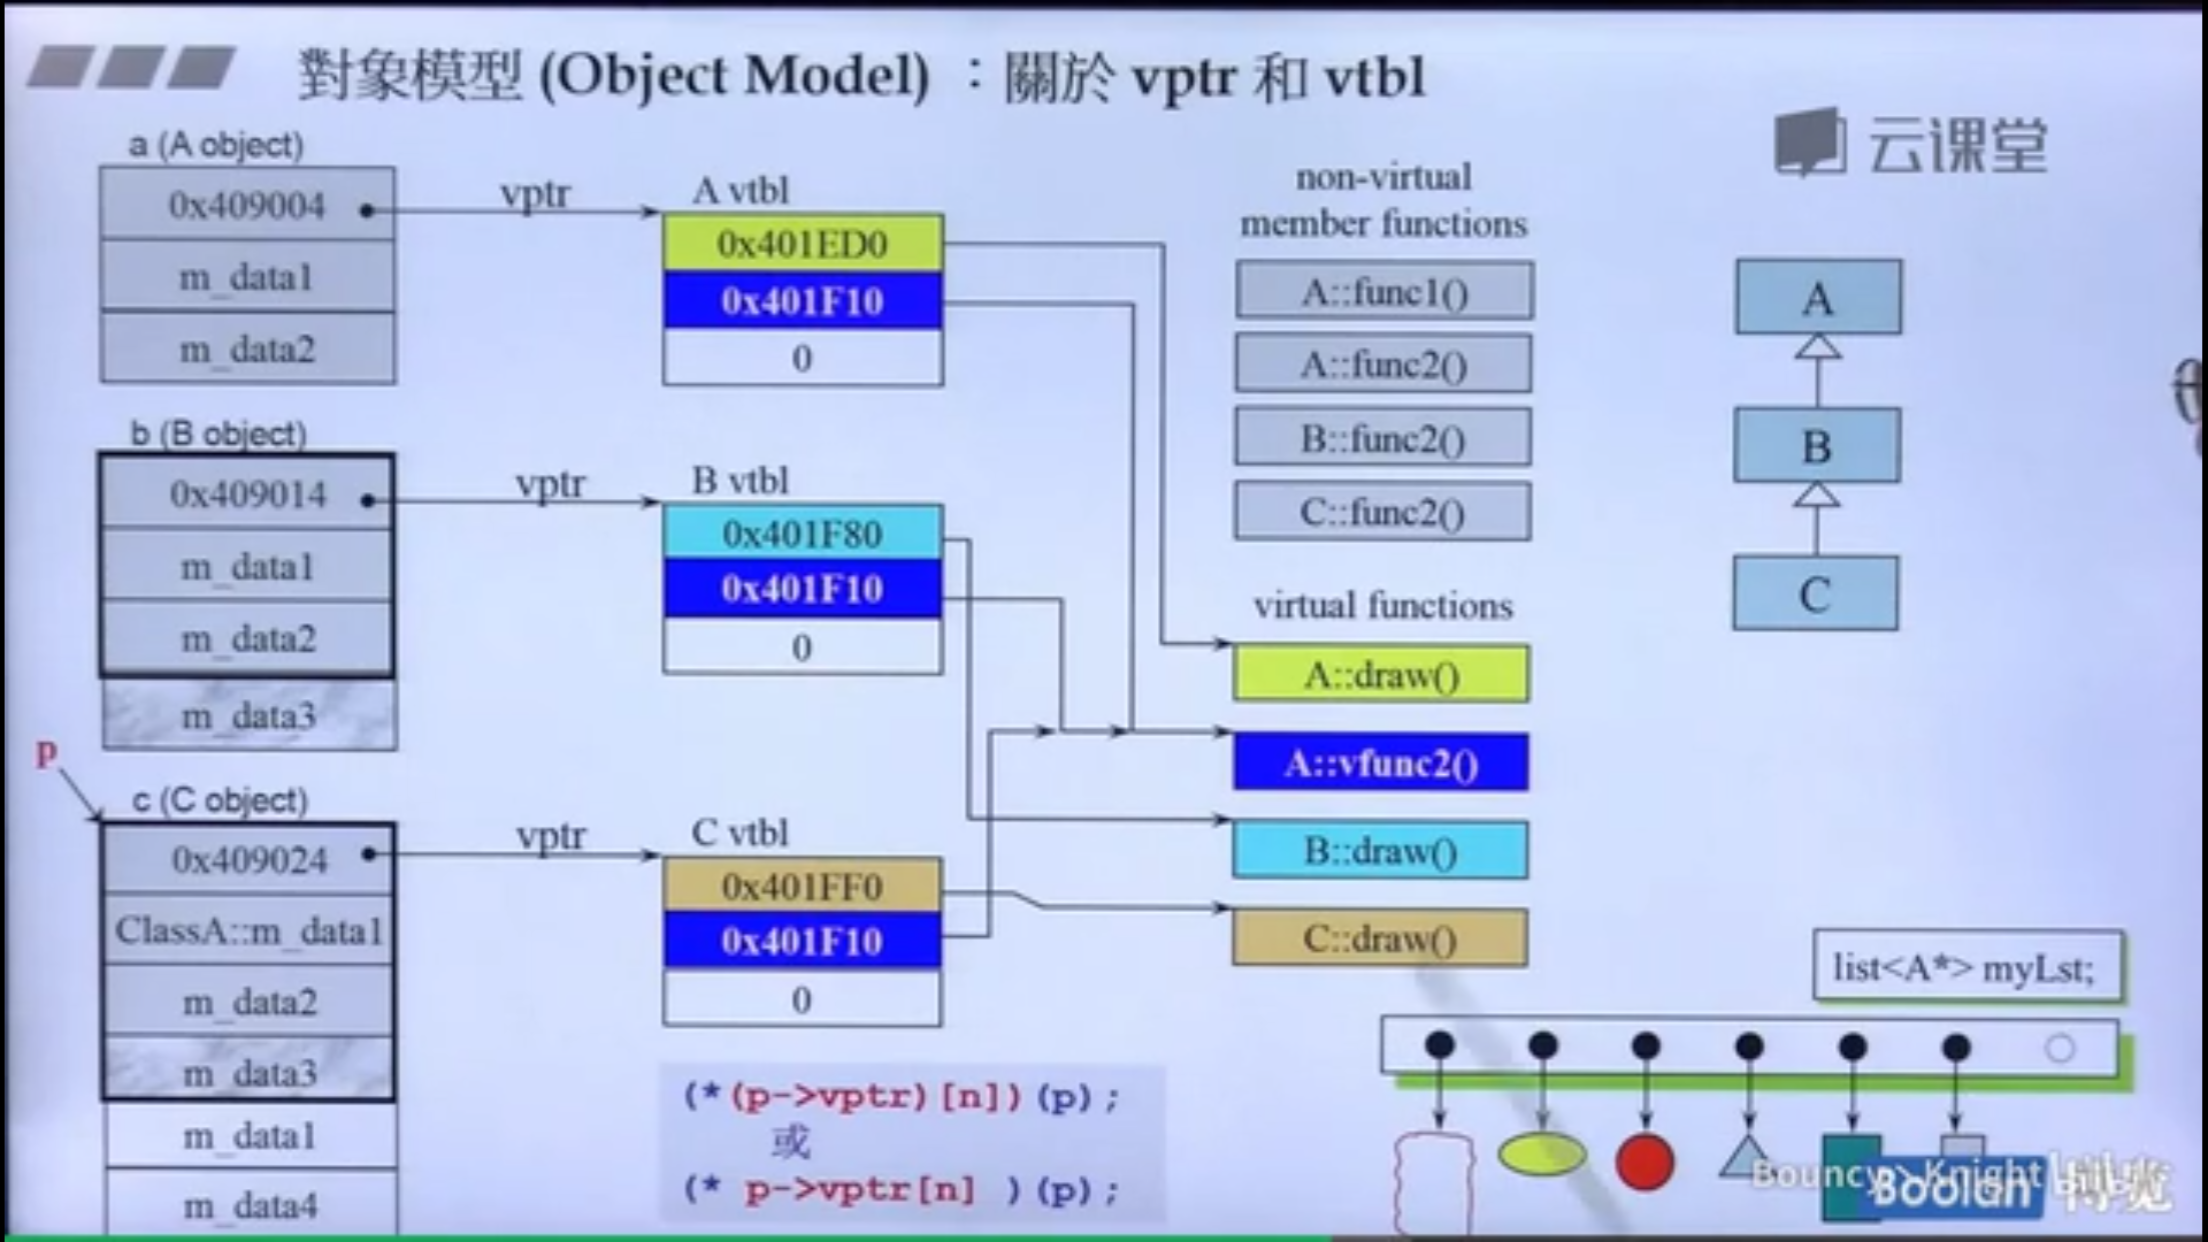 對象模型 (Object Model) ：關於 vptr 和 vtbl
云课堂
a (A object)
0x409004
m_data1
m_data2
vptr
A vtbl
0x401ED0
0x401F10
0
b (B object)
0x409014
m_data1
m_data2
m_data3
vptr
B vtbl
0x401F80
0x401F10
0
p
c (C object)
0x409024
ClassA::m_data1
m_data2
m_data3
m_data1
m_data4
vptr
C vtbl
0x401FF0
0x401F10
0
(*(p->vptr)[n])(p);
或
(* p->vptr[n] )(p);
non-virtual
member functions
A::func1()
A::func2()
B::func2()
C::func2()
virtual functions
A::draw()
A::vfunc2()
B::draw()
C::draw()
A
B
C
list<A*> myLst;
Bouncy Knight
Boolan 博览